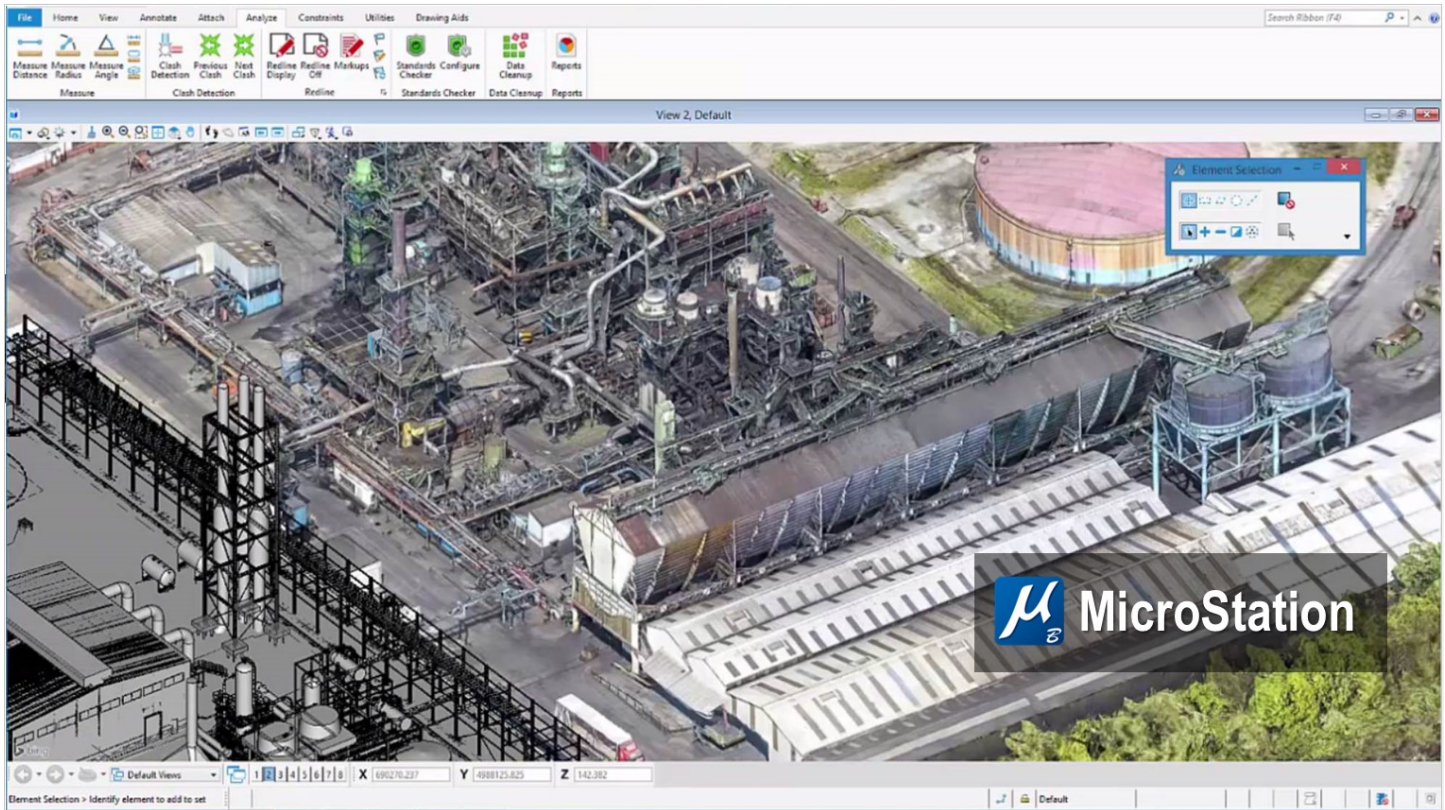 File Home View Annotate Attach Analyze Constraints Utilities Drawing Aids
Search Ribbon (F4)
Measure Distance
Measure Radius
Measure Angle
Clash Detection
Previous Clash
Next Clash
Redline Display
Redline Off
Markups
Standards Checker
Configure
Data Cleanup
Reports
Measure Clash Detection Redline Standards Checker Data Cleanup Reports
View 2, Default
Element Selection
µB MicroStation
bing
Default Views 1 2 3 4 5 6 7 8 X 690270.237 Y 4988125.825 Z 142.382
Element Selection > Identify element to add to set Default